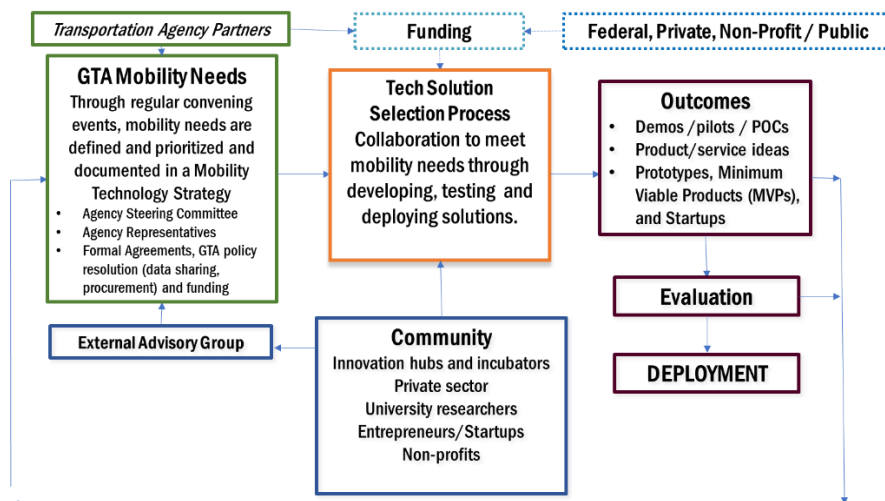 Transportation Agency Partners
Funding
Federal, Private, Non-Profit / Public
GTA Mobility Needs
Through regular convening
events, mobility needs are
defined and prioritized and
documented in a Mobility
Technology Strategy
• Agency Steering Committee
• Agency Representatives
• Formal Agreements, GTA policy
resolution (data sharing,
procurement) and funding
Tech Solution
Selection Process
Collaboration to meet
mobility needs through
developing, testing and
deploying solutions.
Outcomes
• Demos /pilots / POCs
• Product/service ideas
• Prototypes, Minimum
Viable Products (MVPs),
and Startups
External Advisory Group
Community
Innovation hubs and incubators
Private sector
University researchers
Entrepreneurs/Startups
Non-profits
Evaluation
DEPLOYMENT